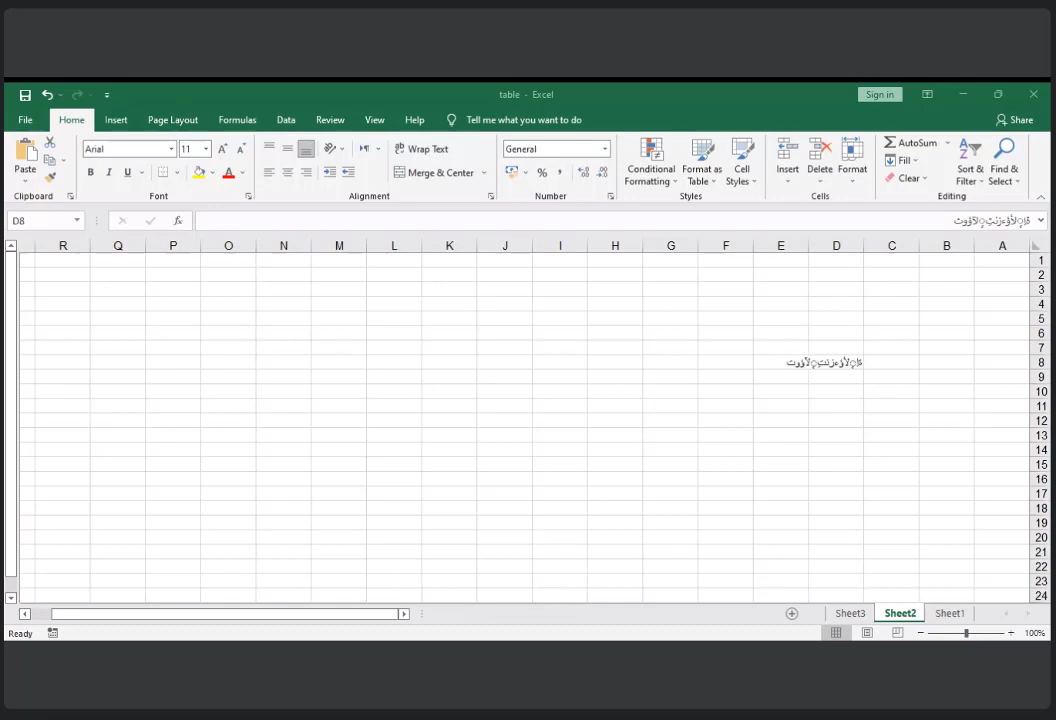 table - Excel
Sign in
File Home Insert Page Layout Formulas Data Review View Help Tell me what you want to do Share
Paste
Clipboard
Arial 11
B I U A
Font
Wrap Text
Merge & Center
Alignment
General
%
Number
Conditional Formatting
Format as Table
Cell Styles
Styles
Insert Delete Format
Cells
AutoSum
Fill
Clear
Sort & Filter
Find & Select
Editing
D8 fx
R Q P O N M L K J I H G F E D C B A
1
2
3
4
5
6
7
8
9
10
11
12
13
14
15
16
17
18
19
20
21
22
23
24
Sheet3 Sheet2 Sheet1
Ready 100%